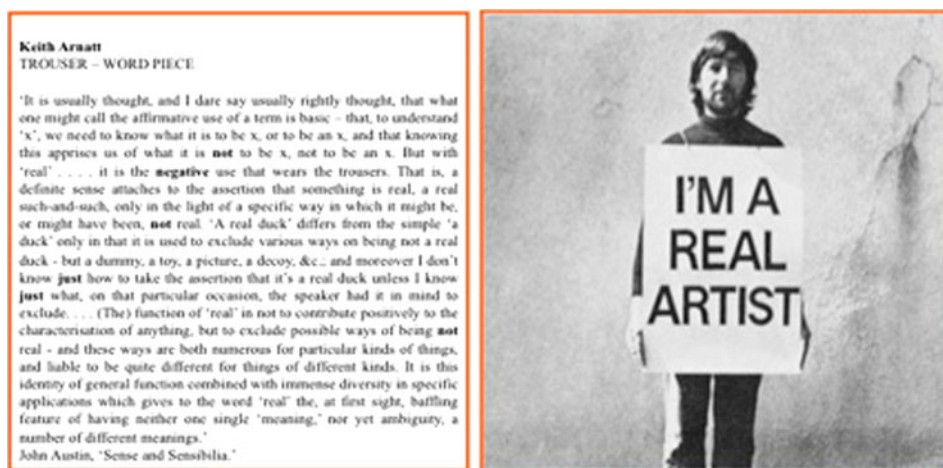 Keith Arnatt
TROUSER – WORD PIECE
'It is usually thought, and I dare say usually rightly thought, that what
one might call the affirmative use of a term is basic – that, to understand
'x', we need to know what it is to be x, or to be an x, and that knowing
this apprises us of what it is not to be x, not to be an x. But with
'real' . . . . it is the negative use that wears the trousers. That is, a
definite sense attaches to the assertion that something is real, a real
such-and-such, only in the light of a specific way in which it might be,
or might have been, not real. 'A real duck' differs from the simple 'a
duck' only in that it is used to exclude various ways on being not a real
duck - but a dummy, a toy, a picture, a decoy, &c.; and moreover I don't
know just how to take the assertion that it's a real duck unless I know
just what, on that particular occasion, the speaker had it in mind to
exclude. . . . (The) function of 'real' in not to contribute positively to the
characterisation of anything, but to exclude possible ways of being not
real - and these ways are both numerous for particular kinds of things,
and liable to be quite different for things of different kinds. It is this
identity of general function combined with immense diversity in specific
applications which gives to the word 'real' the, at first sight, baffling
feature of having neither one single 'meaning,' nor yet ambiguity, a
number of different meanings.'
John Austin, 'Sense and Sensibilia.'
I'M A
REAL
ARTIST